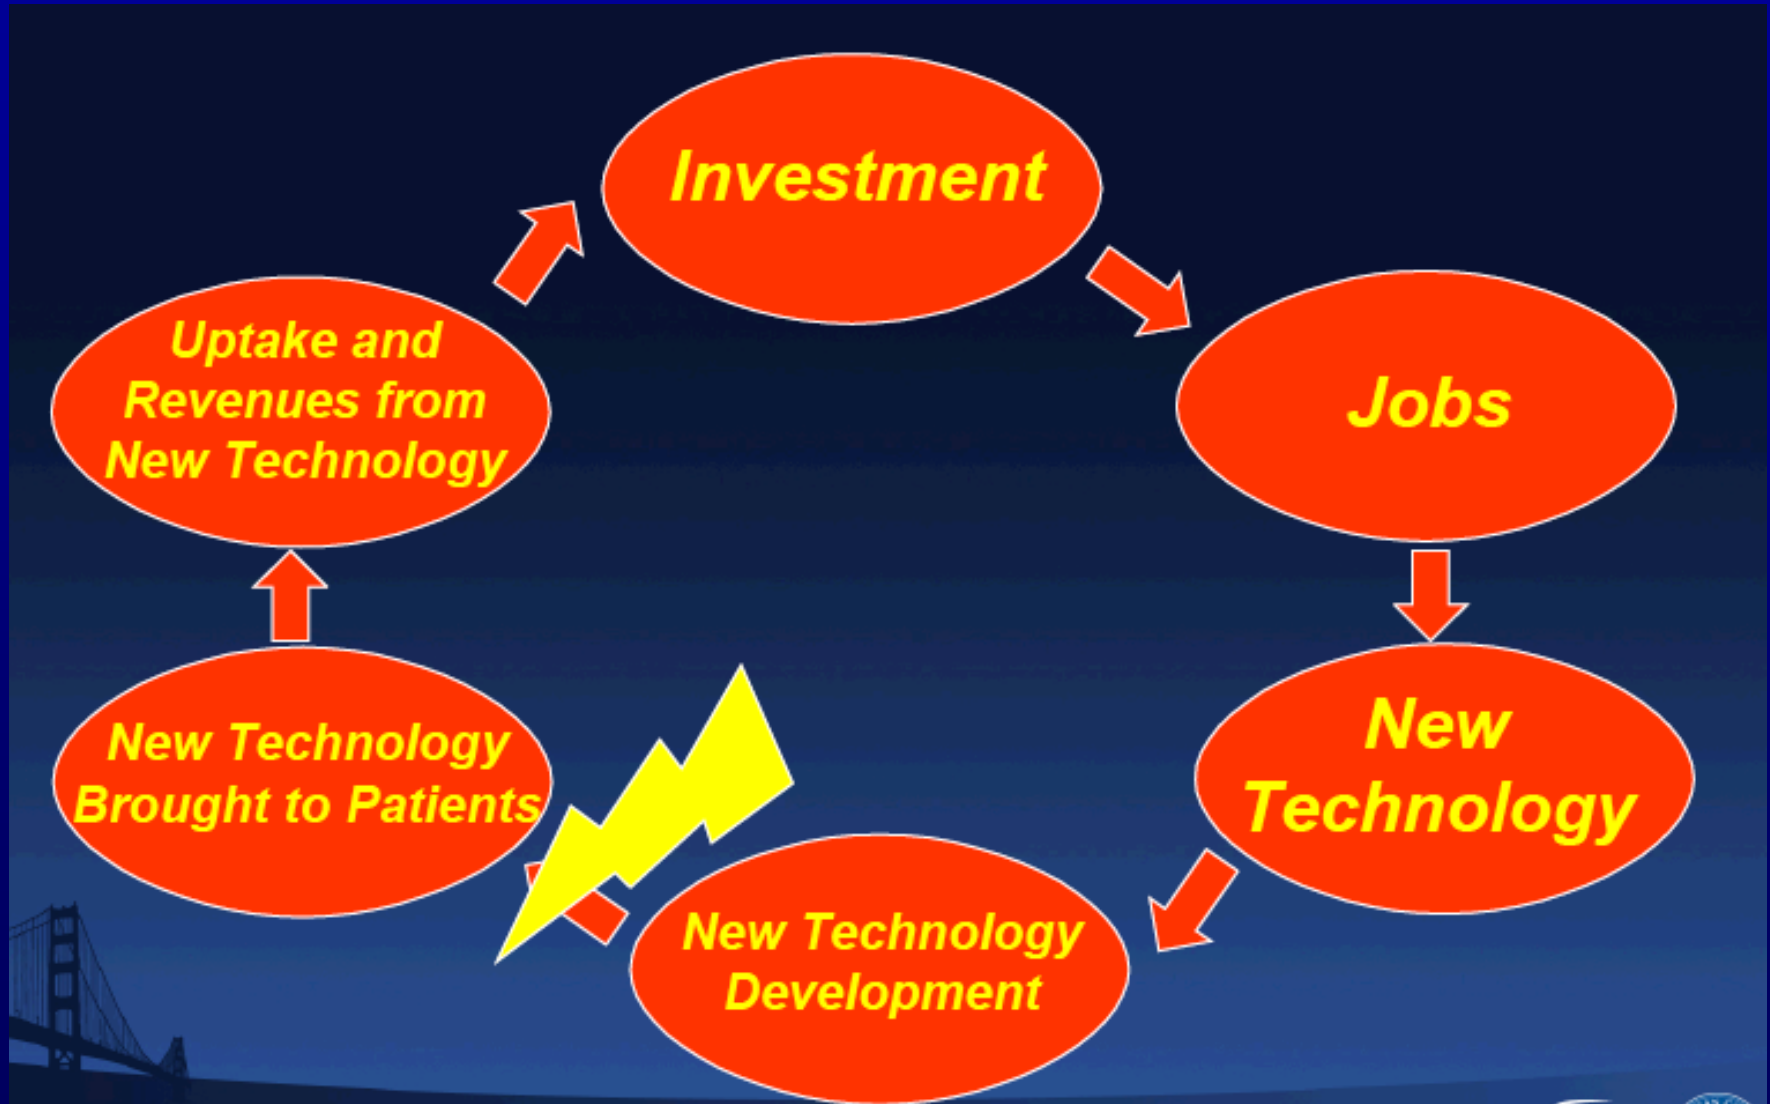 Investment
Jobs
New
Technology
New Technology
Development
New Technology
Brought to Patients
Uptake and
Revenues from
New Technology